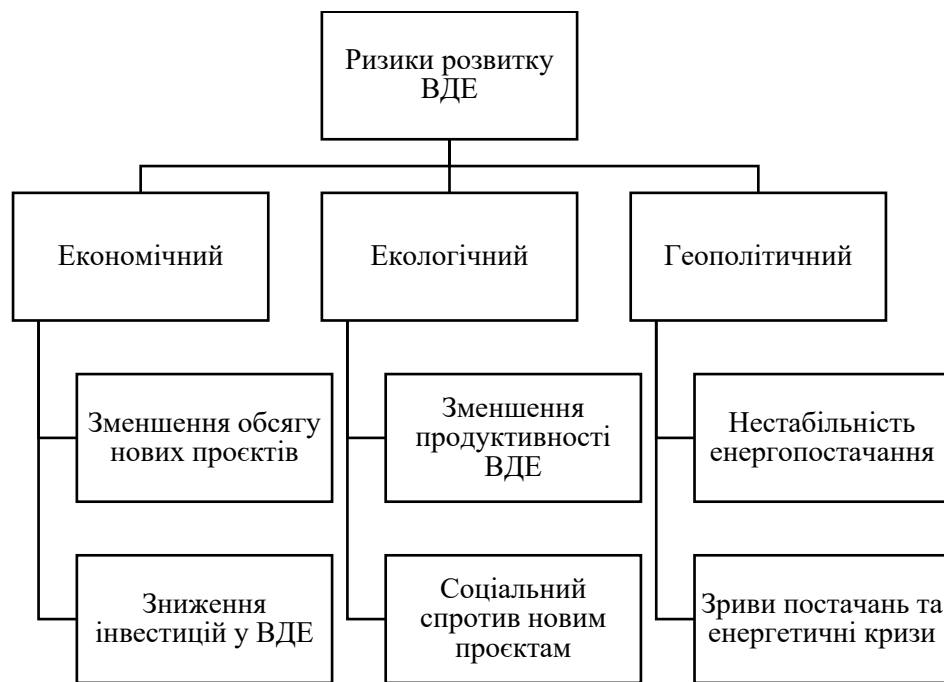 Ризики розвитку
ВДЕ
Економічний
Екологічний
Геополітичний
Зменшення обсягу
нових проєктів
Зменшення
продуктивності
ВДЕ
Нестабільність
енергопостачання
Зниження
інвестицій у ВДЕ
Соціальний
спротив новим
проєктам
Зриви постачань та
енергетичні кризи